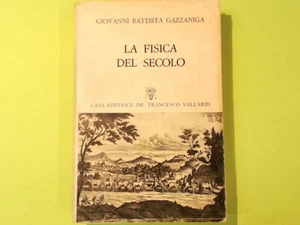 GIOVANNI BATTISTA GAZZANIGA
LA FISICA
DEL SECOLO
CASA EDITRICE DR. FRANCESCO VALLARDI